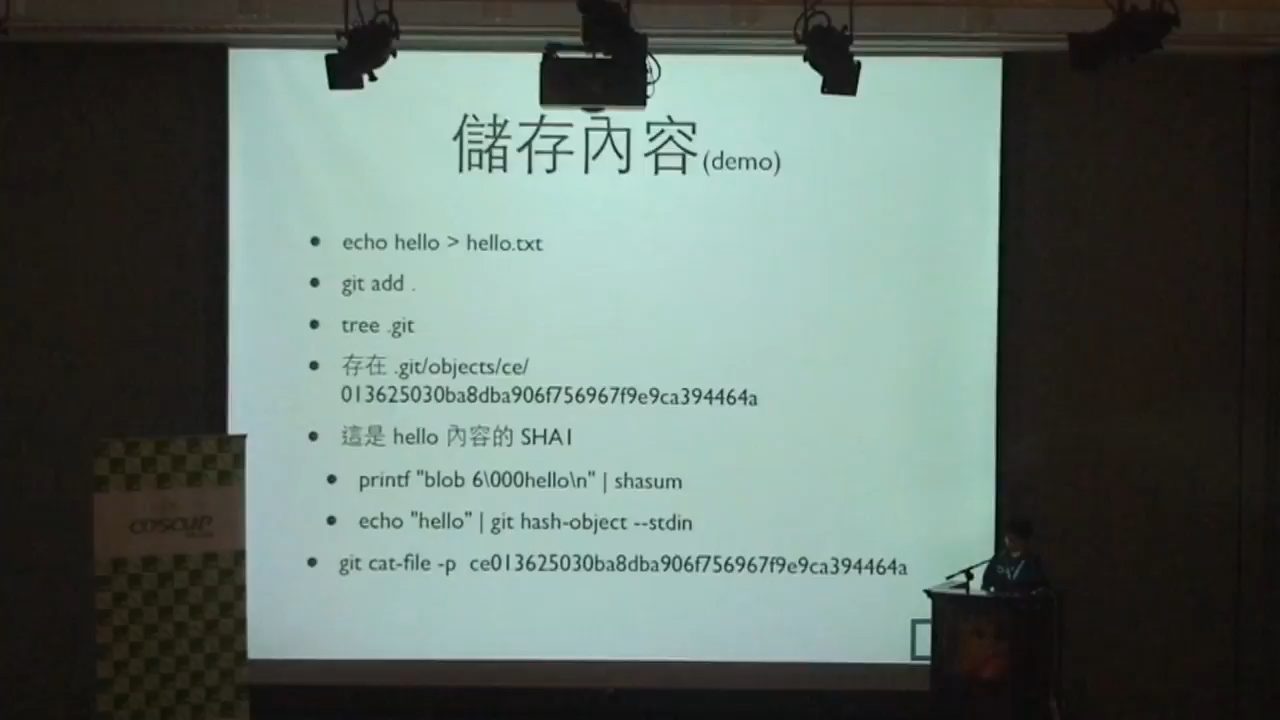 儲存內容(demo)
echo hello > hello.txt
git add .
tree .git
存在 .git/objects/ce/
013625030ba8dba906f756967f9e9ca394464a
這是 hello 內容的 SHA1
printf "blob 6\000hello\n" | shasum
echo "hello" | git hash-object --stdin
git cat-file -p ce013625030ba8dba906f756967f9e9ca394464a
COSCUP